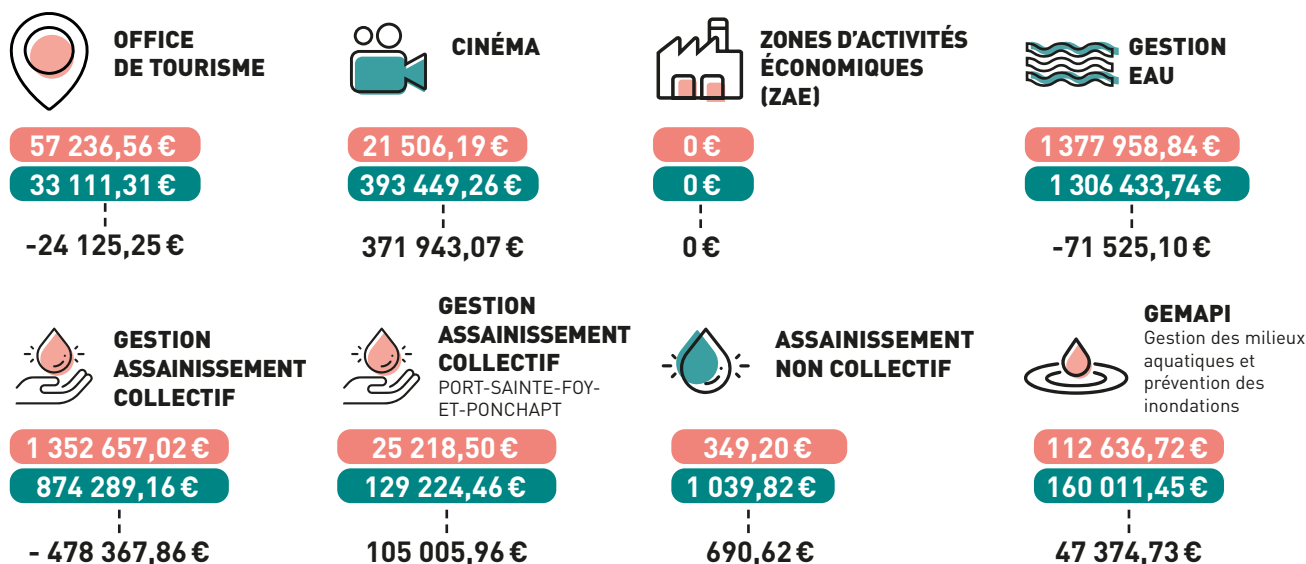 OFFICE
DE TOURISME
57 236,56 €
33 111,31 €
-24 125,25 €
CINÉMA
21 506,19 €
393 449,26 €
371 943,07 €
ZONES D'ACTIVITÉS
ÉCONOMIQUES
(ZAE)
0 €
0 €
0 €
GESTION
EAU
1 377 958,84 €
1 306 433,74 €
-71 525,10 €
GESTION
ASSAINISSEMENT
COLLECTIF
1 352 657,02 €
874 289,16 €
- 478 367,86 €
GESTION
ASSAINISSEMENT
COLLECTIF
PORT-SAINTE-FOY-
ET-PONCHAPT
25 218,50 €
129 224,46 €
105 005,96 €
ASSAINISSEMENT
NON COLLECTIF
349,20 €
1 039,82 €
690,62 €
GEMAPI
Gestion des milieux
aquatiques et
prévention des
inondations
112 636,72 €
160 011,45 €
47 374,73 €